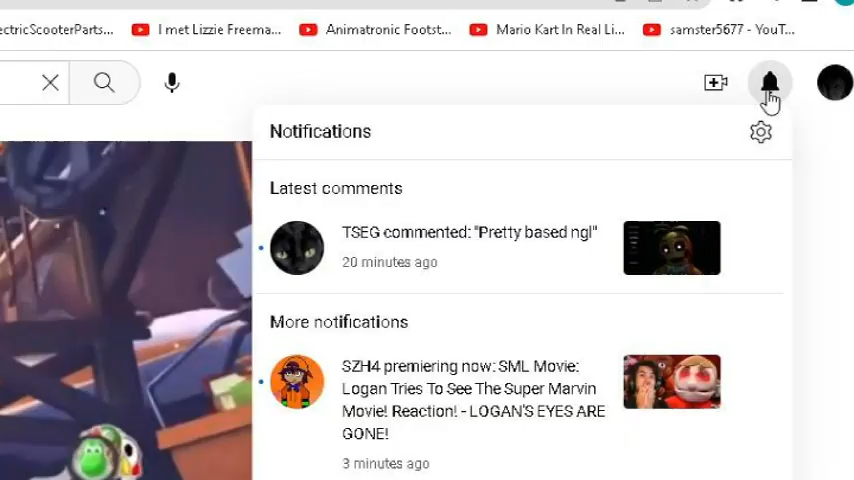 ectricScooterParts...
I met Lizzie Freema...
Animatronic Footst...
Mario Kart In Real Li...
samster5677 - YouT...
Notifications
Latest comments
TSEG commented: "Pretty based ngl"
20 minutes ago
More notifications
SZH4 premiering now: SML Movie:
Logan Tries To See The Super Marvin
Movie! Reaction! - LOGAN'S EYES ARE
GONE!
3 minutes ago